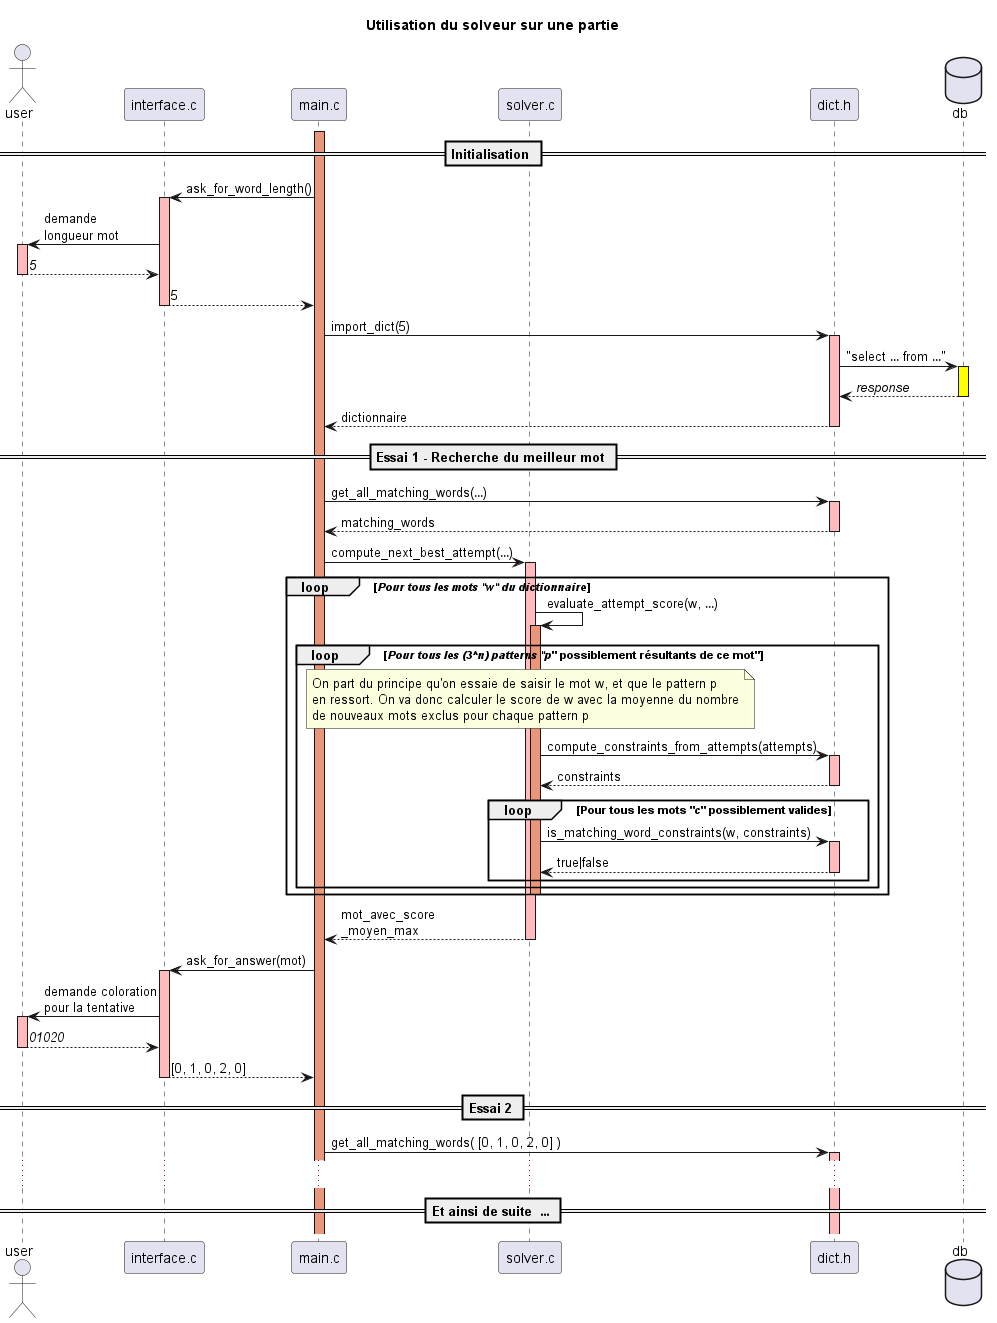 Utilisation du solveur sur une partie
user
interface.c
main.c
solver.c
dict.h
db
Initialisation
ask_for_word_length()
demande
longueur mot
5
5
import_dict(5)
"select ... from ..."
response
dictionnaire
Essai 1 - Recherche du meilleur mot
get_all_matching_words(...)
matching_words
compute_next_best_attempt(...)
loop [Pour tous les mots "w" du dictionnaire]
evaluate_attempt_score(w, ...)
loop [Pour tous les (3^n) patterns "p" possiblement résultants de ce mot"]
On part du principe qu'on essaie de saisir le mot w, et que le pattern p
en ressort. On va donc calculer le score de w avec la moyenne du nombre
de nouveaux mots exclus pour chaque pattern p
compute_constraints_from_attempts(attempts)
constraints
loop [Pour tous les mots "c" possiblement valides]
is_matching_word_constraints(w, constraints)
true|false
mot_avec_score
_moyen_max
ask_for_answer(mot)
demande coloration
pour la tentative
01020
[0, 1, 0, 2, 0]
Essai 2
get_all_matching_words( [0, 1, 0, 2, 0] )
Et ainsi de suite ...
user
interface.c
main.c
solver.c
dict.h
db